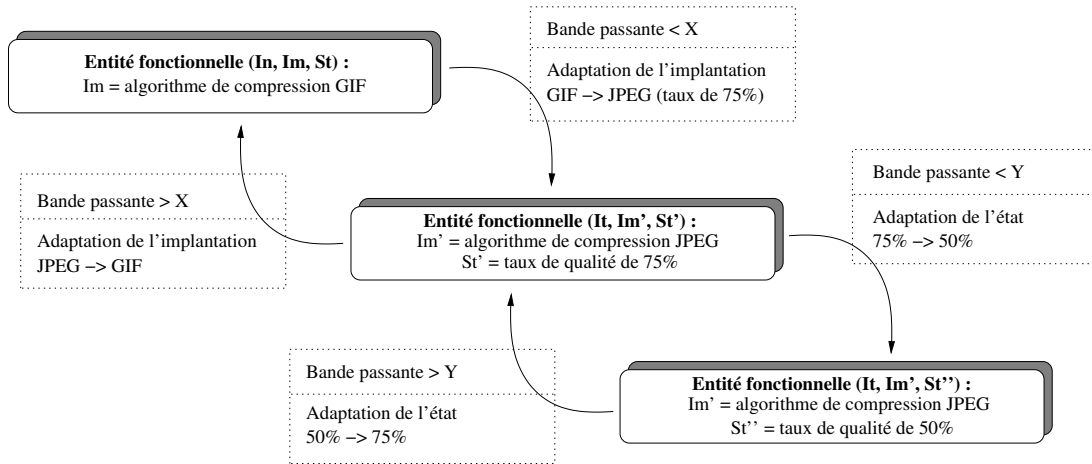 Entité fonctionnelle (In, Im, St) :
Im = algorithme de compression GIF
Bande passante < X
Adaptation de l’implantation
GIF –> JPEG (taux de 75%)
Bande passante > X
Adaptation de l’implantation
JPEG –> GIF
Entité fonctionnelle (It, Im’, St’) :
Im’ = algorithme de compression JPEG
St’ = taux de qualité de 75%
Bande passante < Y
Adaptation de l’état
75% –> 50%
Bande passante > Y
Adaptation de l’état
50% –> 75%
Entité fonctionnelle (It, Im’, St’’) :
Im’ = algorithme de compression JPEG
St’’ = taux de qualité de 50%